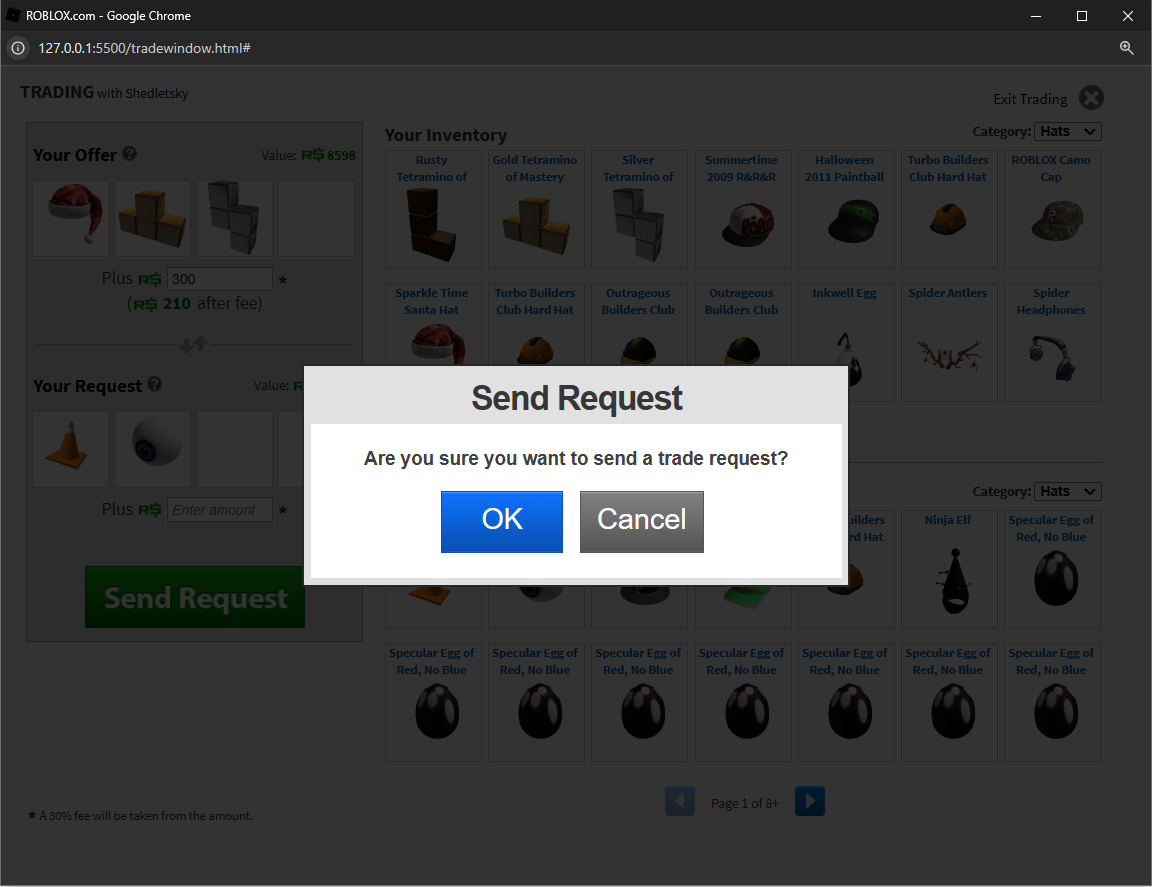 ROBLOX.com - Google Chrome
127.0.0.1:5500/tradewindow.html#
TRADING with Shedletsky
Exit Trading
Your Offer
Value: R$ 8598
Plus R$ 300 *
(R$ 210 after fee)
Your Request
Value:
Plus R$ Enter amount *
Send Request
* A 30% fee will be taken from the amount.
Your Inventory
Category: Hats
Rusty
Tetramino of
Gold Tetramino
of Mastery
Silver
Tetramino of
Summertime
2009 R&R&R
Halloween
2011 Paintball
Turbo Builders
Club Hard Hat
ROBLOX Camo
Cap
Sparkle Time
Santa Hat
Turbo Builders
Club Hard Hat
Outrageous
Builders Club
Outrageous
Builders Club
Inkwell Egg
Spider Antlers
Spider
Headphones
Send Request
Are you sure you want to send a trade request?
OK
Cancel
Category: Hats
Ninja Elf
Specular Egg of
Red, No Blue
Specular Egg of
Red, No Blue
Specular Egg of
Red, No Blue
Specular Egg of
Red, No Blue
Specular Egg of
Red, No Blue
Specular Egg of
Red, No Blue
Specular Egg of
Red, No Blue
Specular Egg of
Red, No Blue
Page 1 of 8+